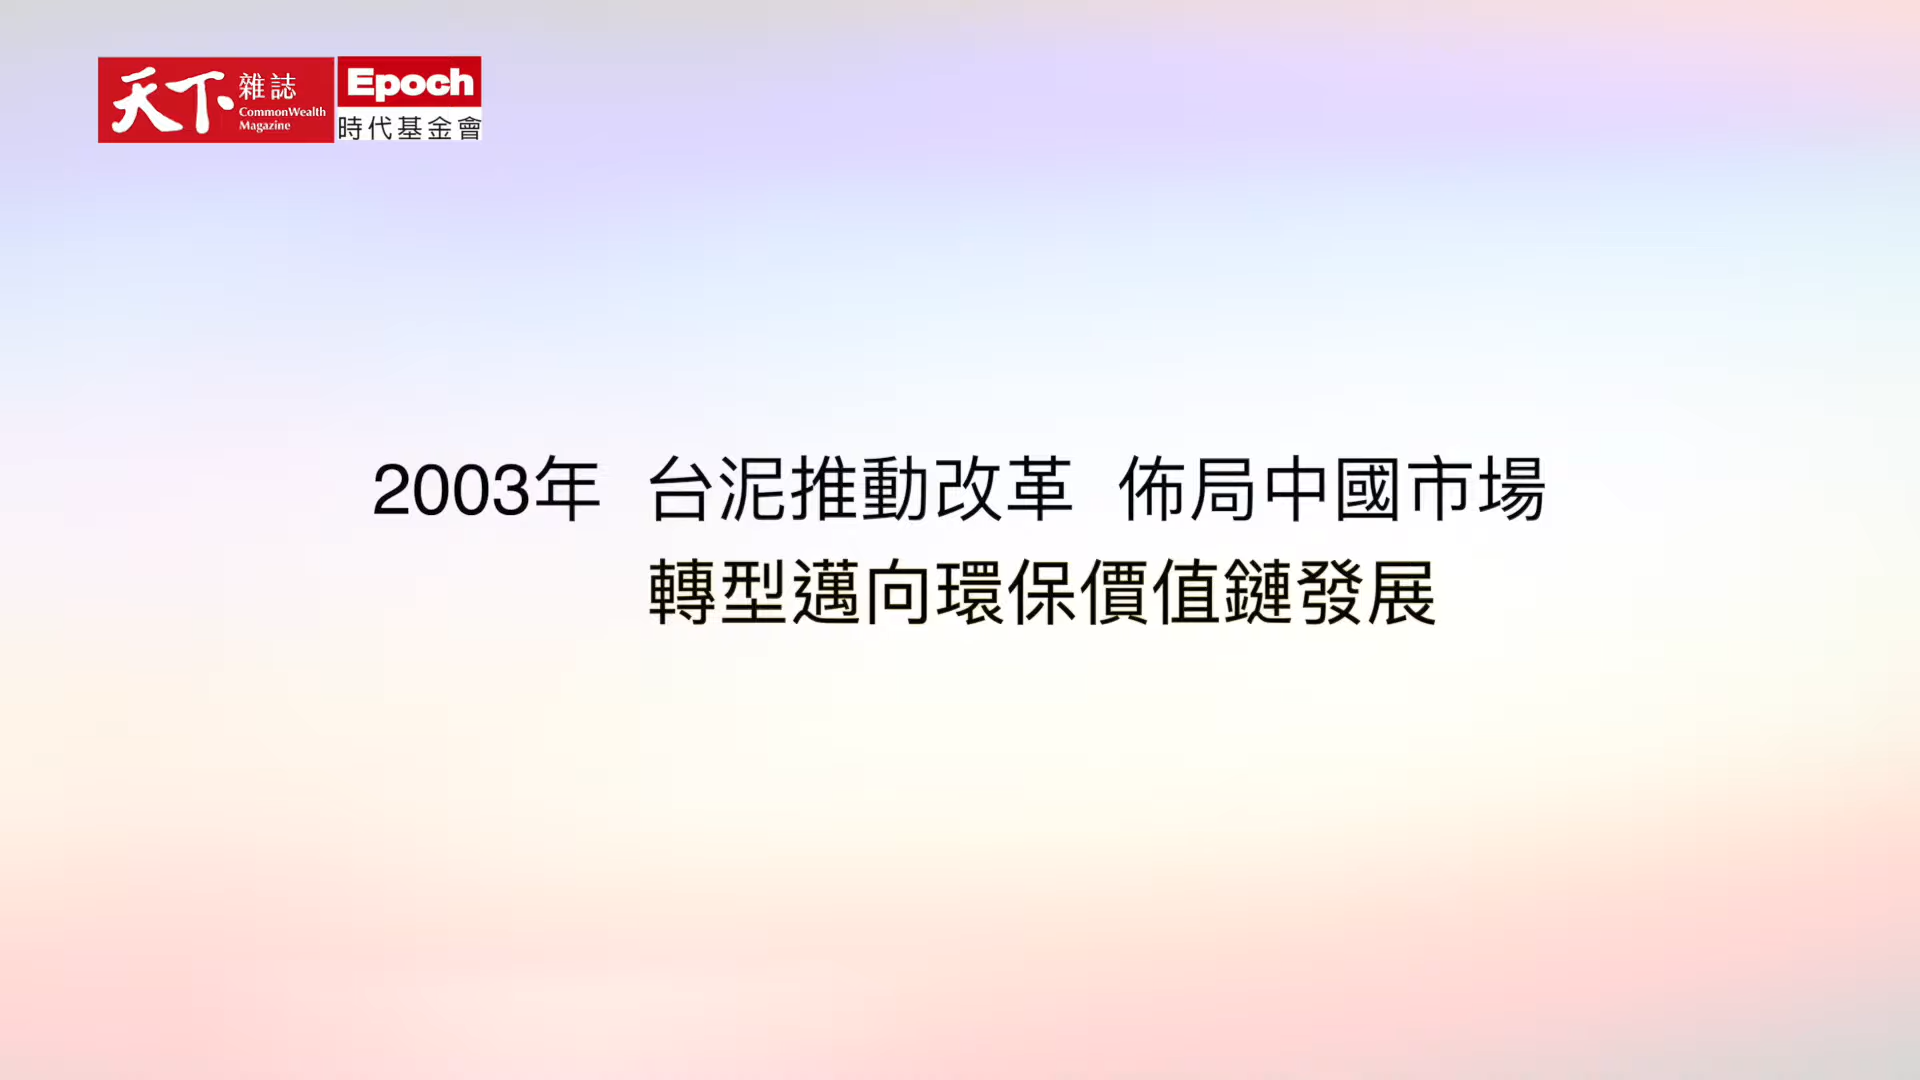 天下雜誌
CommonWealth
Magazine
Epoch
時代基金會
2003年 台泥推動改革 佈局中國市場
轉型邁向環保價值鏈發展